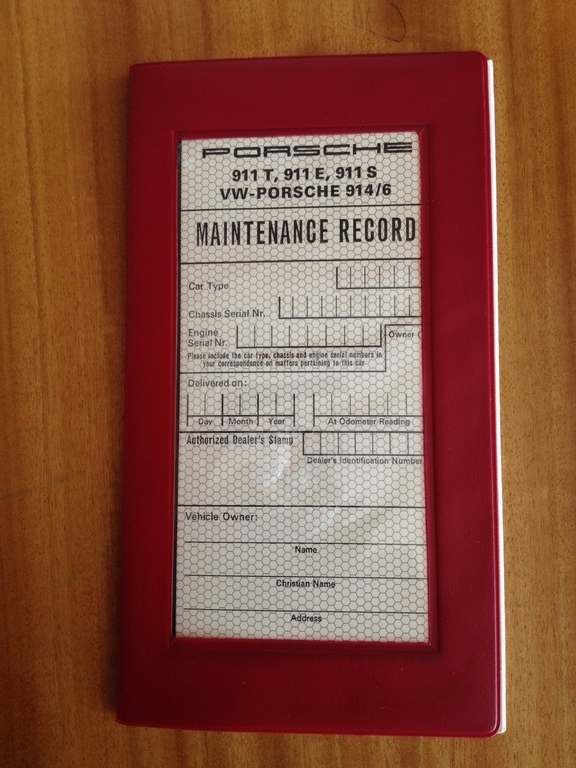 PORSCHE
911 T, 911 E, 911 S
VW-PORSCHE 914/6
MAINTENANCE RECORD
Car Type
Chassis Serial Nr.
Engine
Serial Nr.
Owner
Please include the car type, chassis and engine serial numbers in
your correspondence on matters pertaining to this car
Delivered on:
Day Month Year At Odometer Reading
Authorized Dealer's Stamp
Dealer's Identification Number
Vehicle Owner:
Name
Christian Name
Address